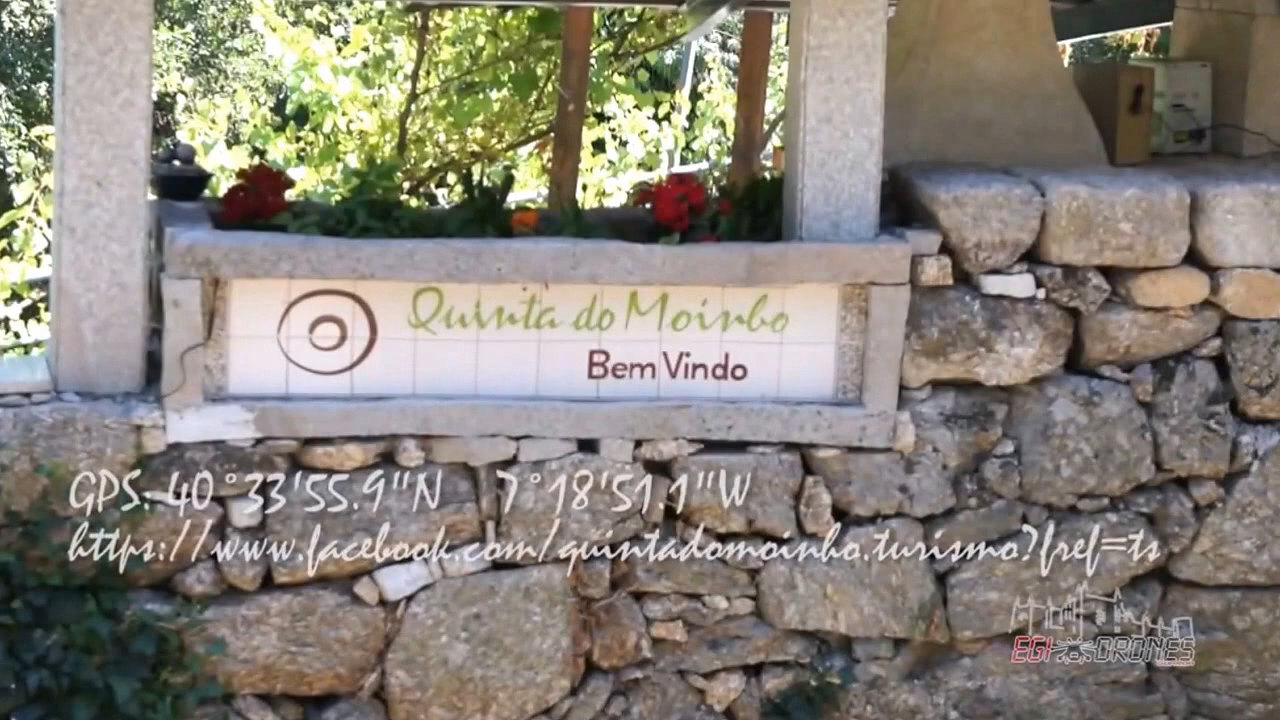 Quinta do Moinho
Bem Vindo
GPS: 40°33'55.9"N 7°18'51.1"W
https://www.facebook.com/quintadomoinho.turismo?fref=ts
EGI DRONES